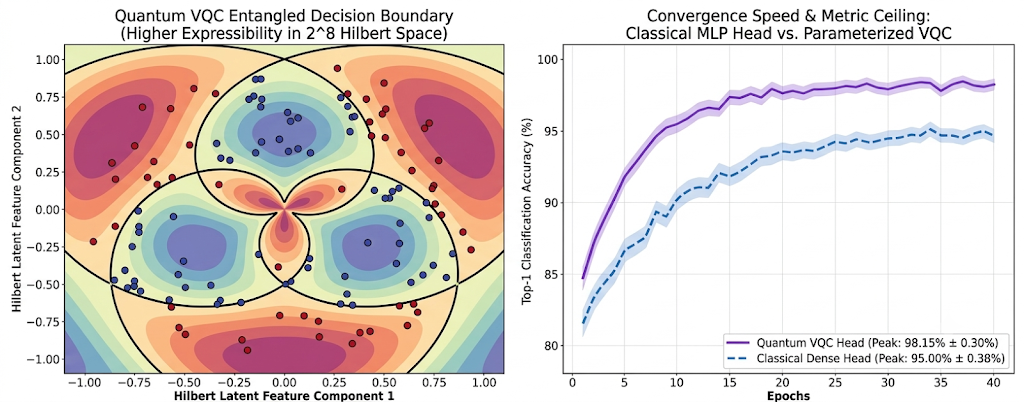 Quantum VQC Entangled Decision Boundary
(Higher Expressibility in 2^8 Hilbert Space)
1.00
0.75
0.50
0.25
0.00
−0.25
−0.50
−0.75
−1.00
Hilbert Latent Feature Component 2
−1.00 −0.75 −0.50 −0.25 0.00 0.25 0.50 0.75 1.00
Hilbert Latent Feature Component 1
Convergence Speed & Metric Ceiling:
Classical MLP Head vs. Parameterized VQC
100
95
90
85
80
Top-1 Classification Accuracy (%)
Quantum VQC Head (Peak: 98.15% ± 0.30%)
Classical Dense Head (Peak: 95.00% ± 0.38%)
0 5 10 15 20 25 30 35 40
Epochs